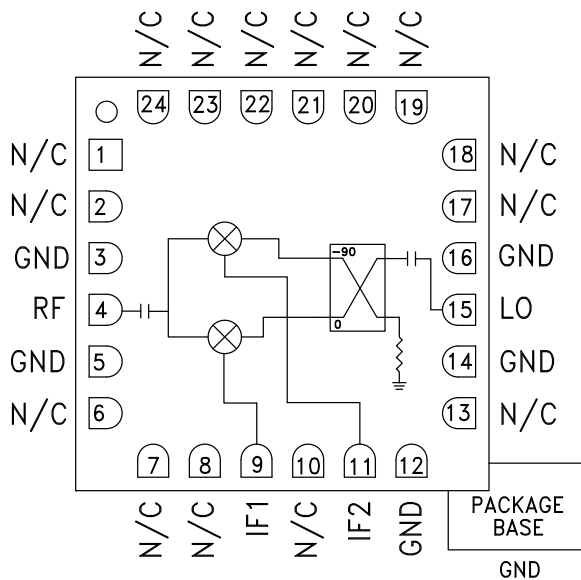 N/C N/C N/C N/C N/C N/C
24 23 22 21 20 19
N/C 1 18 N/C
N/C 2 17 N/C
GND 3 16 GND
-90
RF 4 15 LO
0
GND 5 14 GND
N/C 6 13 N/C
7 8 9 10 11 12
N/C N/C IF1 N/C IF2 GND
PACKAGE
BASE
GND